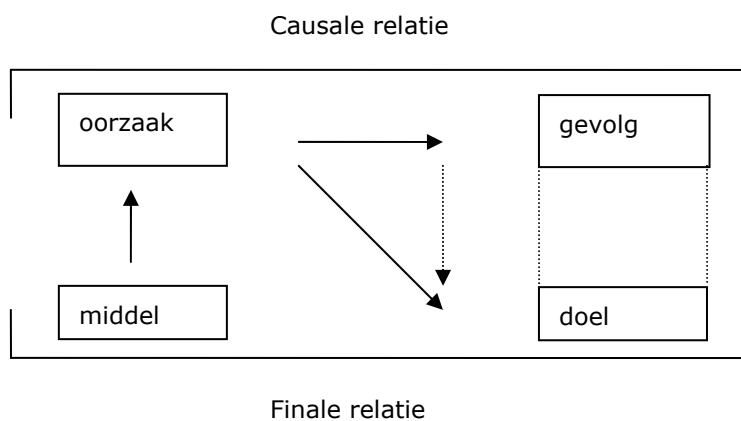 Causale relatie
oorzaak
gevolg
middel
doel
Finale relatie